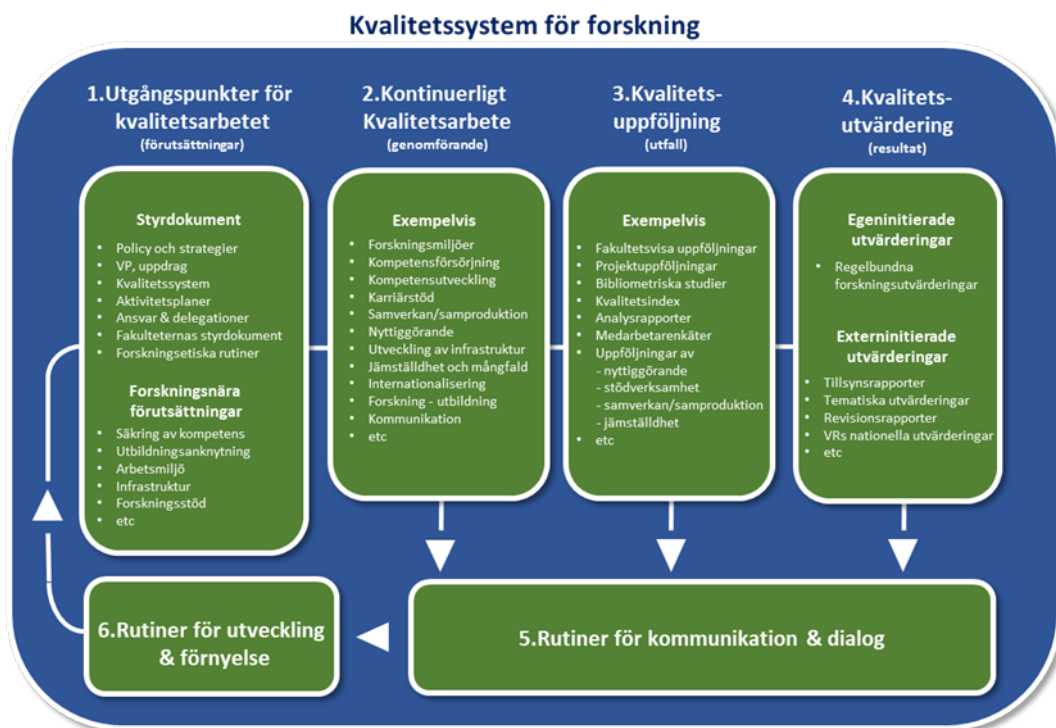 Kvalitetssystem för forskning
1.Utgångspunter för
kvalitetsarbetet
(förutsättningar)
Styrdokument
• Policy och strategier
• VP, uppdrag
• Kvalitetssystem
• Aktivitetsplaner
• Ansvar & delegationer
• Fakulteternas styrdokument
• Forskningsetiska rutiner
Forskningsnära
förutsättningar
• Säkring av kompetens
• Utbildningsanknytning
• Arbetsmiljö
• Infrastruktur
• Forskningsstöd
• etc
2.Kontinuerligt
Kvalitetsarbete
(genomförande)
Exempelvis
• Forskningsmiljöer
• Kompetensförsörjning
• Kompetensutveckling
• Karriärstöd
• Samverkan/samproduktion
• Nyttiggörande
• Utveckling av infrastruktur
• Jämställdhet och mångfald
• Internationalisering
• Forskning - utbildning
• Kommunikation
• etc
3.Kvalitets-
uppföljning
(utfall)
Exempelvis
• Fakultetsvisa uppföljningar
• Projektuppföljningar
• Bibliometriska studier
• Kvalitetsindex
• Analysrapporter
• Medarbetarenkäter
• Uppföljningar av
- nyttiggörande
- stödverksamhet
- samverkan/samproduktion
- jämställdhet
• etc
4.Kvalitets-
utvärdering
(resultat)
Egeninitierade
utvärderingar
• Regelbundna
forskningsutvärderingar
Externinitierade
utvärderingar
• Tillsynsrapporter
• Tematiska utvärderingar
• Revisionsrapporter
• VRs nationella utvärderingar
• etc
5.Rutiner för kommunikation & dialog
6.Rutiner för utveckling
& förnyelse